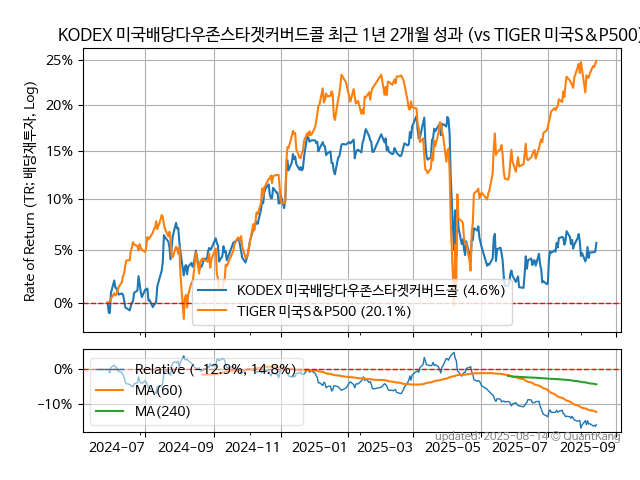 KODEX 미국배당다우존스타겟커버드콜 최근 1년 2개월 성과 (vs TIGER 미국S&P500)
Rate of Return (TR: 배당재투자, Log)
25%
20%
15%
10%
5%
0%
KODEX 미국배당다우존스타겟커버드콜 (4.6%)
TIGER 미국S&P500 (20.1%)
0%
−10%
Relative (−12.9%, 14.8%)
MA(60)
MA(240)
updated: 2025-08-14 © QuantKang
2024-07 2024-09 2024-11 2025-01 2025-03 2025-05 2025-07 2025-09